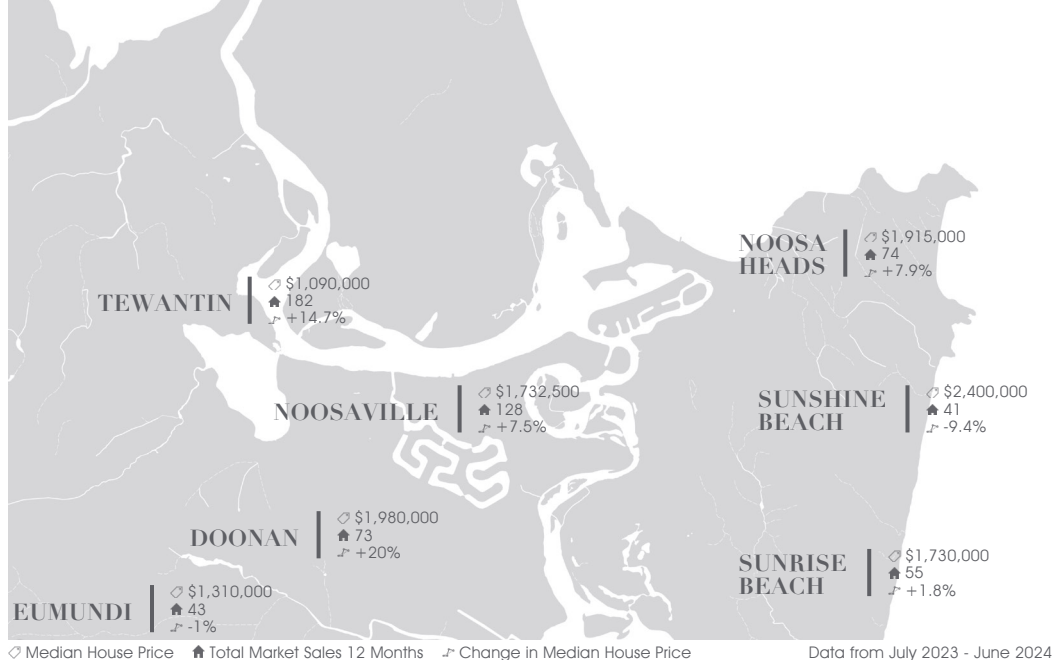 NOOSA
HEADS
$1,915,000
74
+7.9%
TEWANTIN
$1,090,000
182
+14.7%
NOOSAVILLE
$1,732,500
128
+7.5%
SUNSHINE
BEACH
$2,400,000
41
-9.4%
DOONAN
$1,980,000
73
+20%
SUNRISE
BEACH
$1,730,000
55
+1.8%
EUMUNDI
$1,310,000
43
-1%
Median House Price Total Market Sales 12 Months Change in Median House Price Data from July 2023 - June 2024